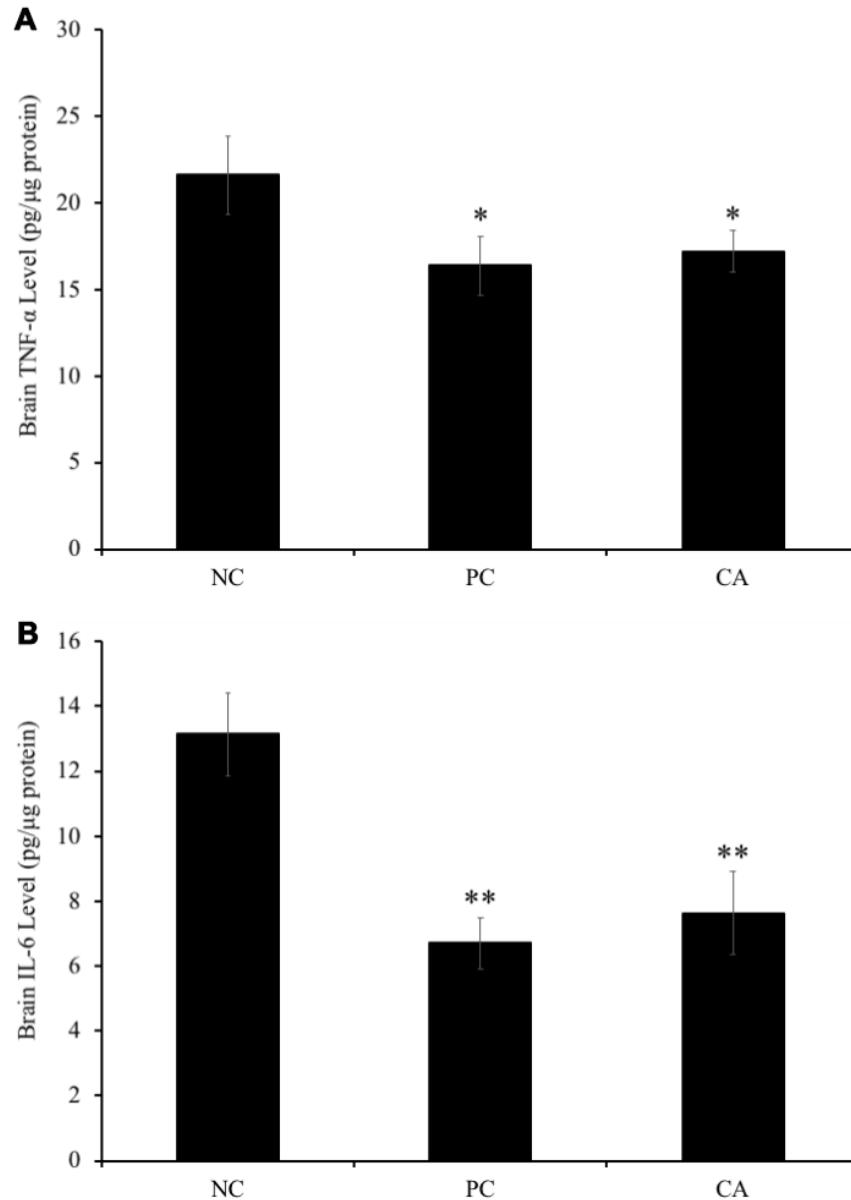 A
Brain TNF-α Level (pg/μg protein)
30
25
20
15
10
5
0
*
*
NC
PC
CA
B
Brain IL-6 Level (pg/μg protein)
16
14
12
10
8
6
4
2
0
**
**
NC
PC
CA